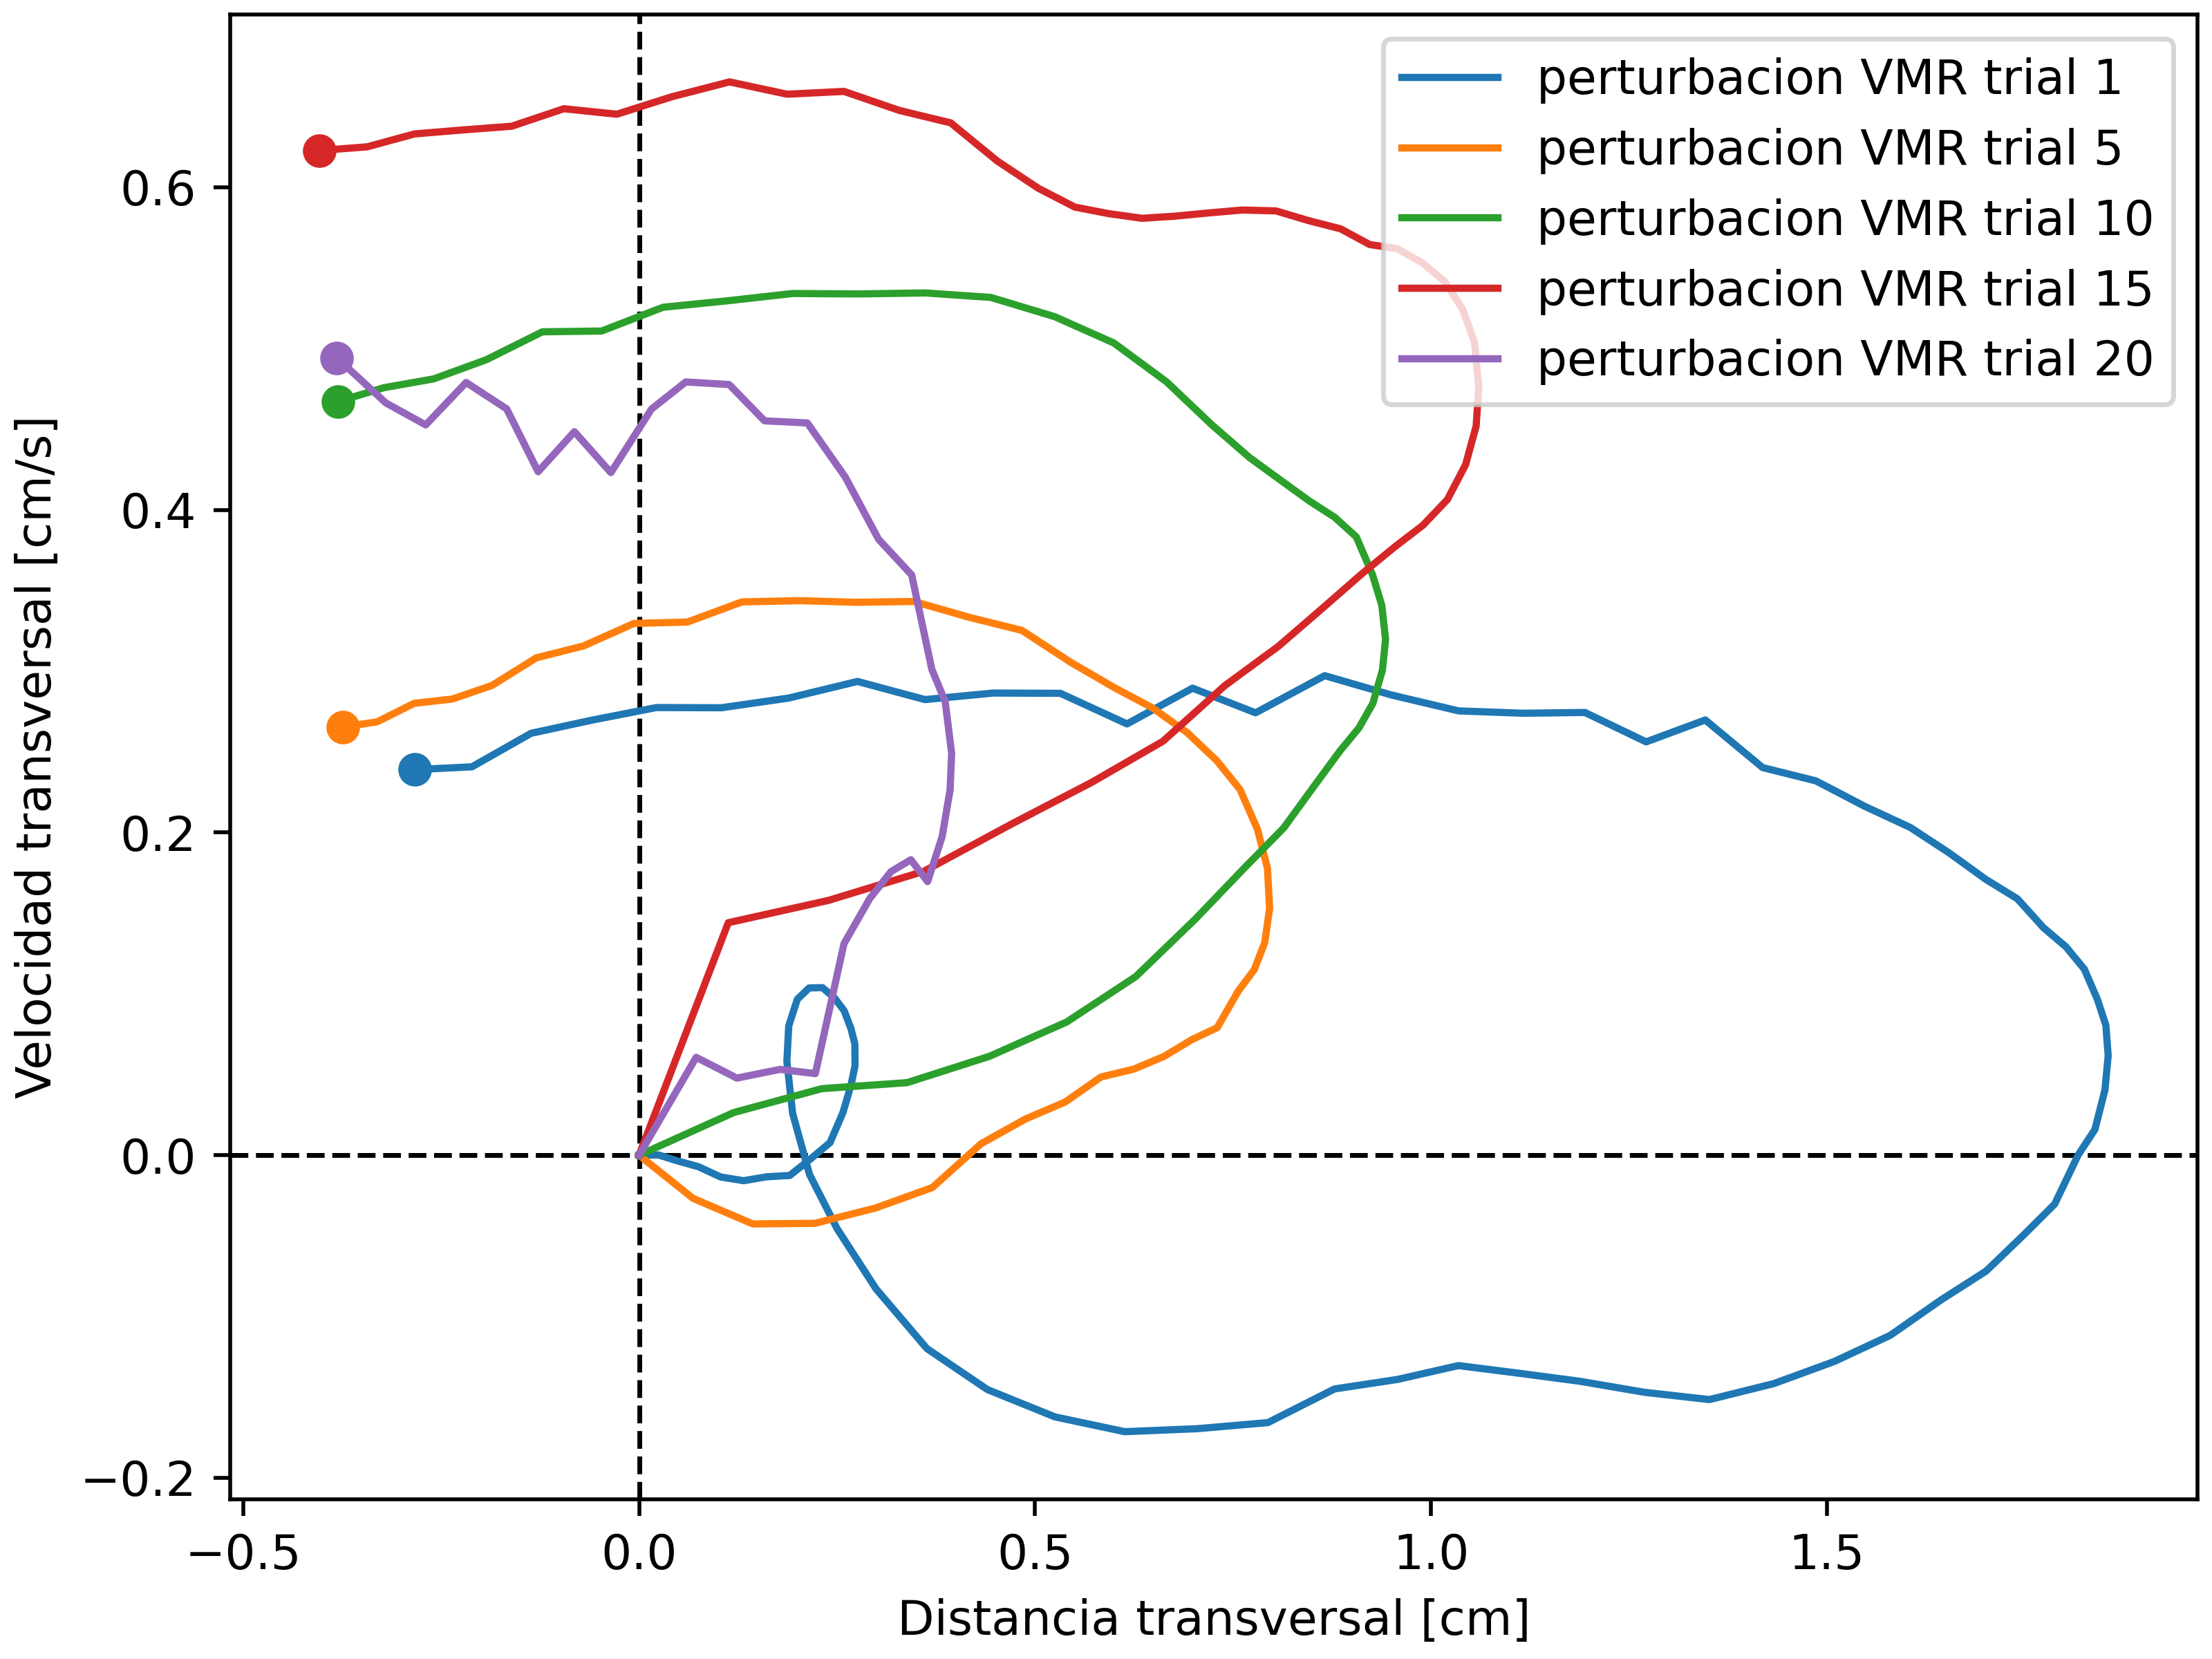 perturbacion VMR trial 1
perturbacion VMR trial 5
perturbacion VMR trial 10
perturbacion VMR trial 15
perturbacion VMR trial 20
Velocidad transversal [cm/s]
0.6
0.4
0.2
0.0
−0.2
−0.5 0.0 0.5 1.0 1.5
Distancia transversal [cm]